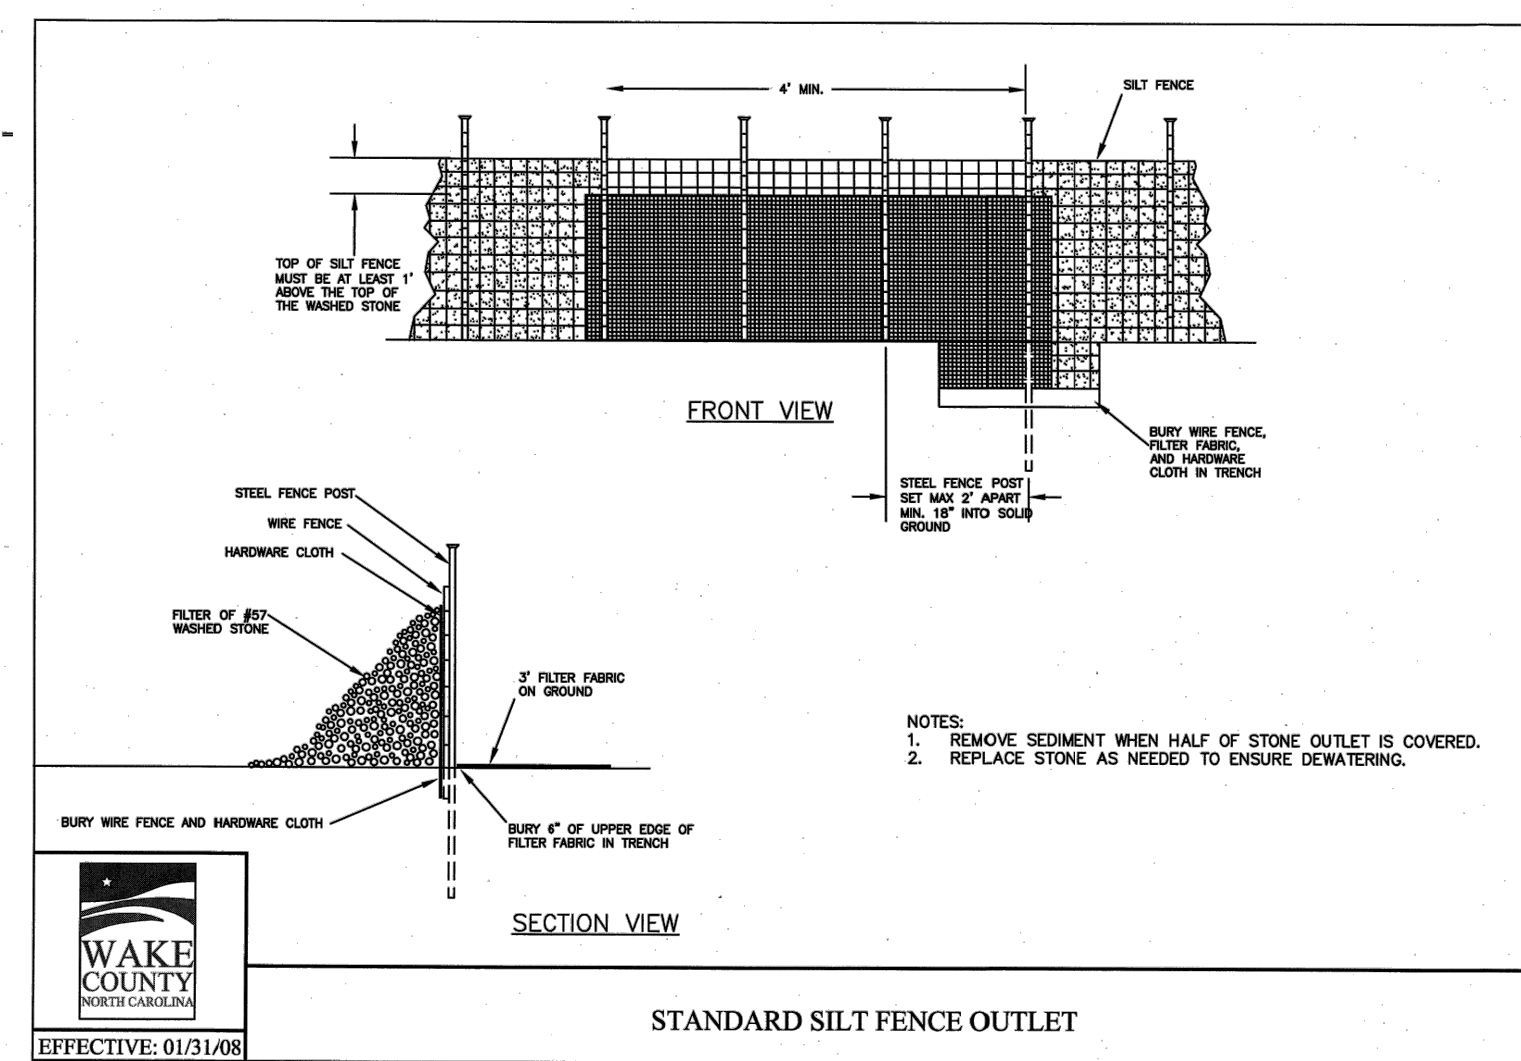 4' MIN.
SILT FENCE
TOP OF SILT FENCE
MUST BE AT LEAST 1'
ABOVE THE TOP OF
THE WASHED STONE
FRONT VIEW
BURY WIRE FENCE,
FILTER FABRIC,
AND HARDWARE
CLOTH IN TRENCH
STEEL FENCE POST
SET MAX 2' APART
MIN. 18" INTO SOLID
GROUND
STEEL FENCE POST
WIRE FENCE
HARDWARE CLOTH
FILTER OF #57
WASHED STONE
3' FILTER FABRIC
ON GROUND
BURY WIRE FENCE AND HARDWARE CLOTH
BURY 6" OF UPPER EDGE OF
FILTER FABRIC IN TRENCH
SECTION VIEW
NOTES:
1. REMOVE SEDIMENT WHEN HALF OF STONE OUTLET IS COVERED.
2. REPLACE STONE AS NEEDED TO ENSURE DEWATERING.
WAKE
COUNTY
NORTH CAROLINA
EFFECTIVE: 01/31/08
STANDARD SILT FENCE OUTLET